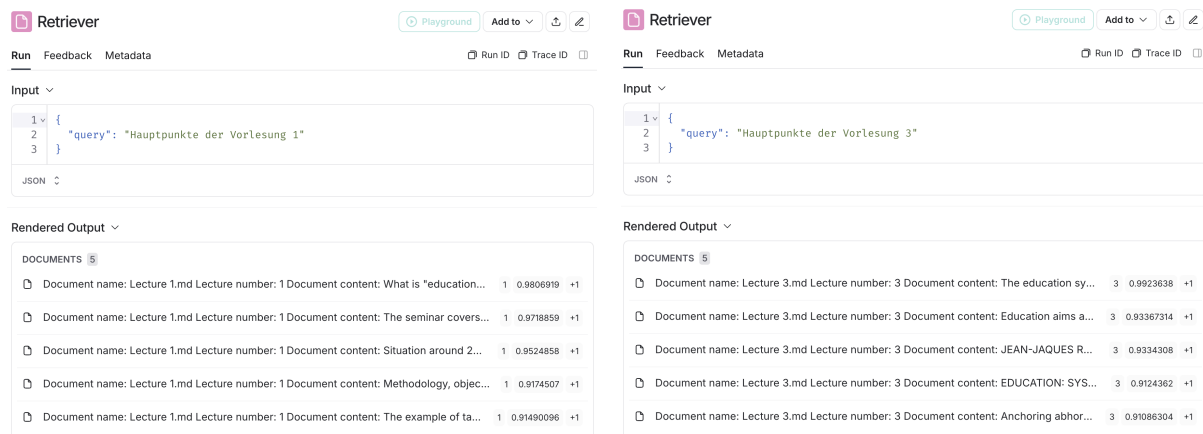 Retriever
Playground
Add to
Run Feedback Metadata
Run ID Trace ID
Input
1 {
2 "query": "Hauptpunkte der Vorlesung 1"
3 }
JSON
Rendered Output
DOCUMENTS 5
Document name: Lecture 1.md Lecture number: 1 Document content: What is "education... 1 0.9806919 +1
Document name: Lecture 1.md Lecture number: 1 Document content: The seminar covers... 1 0.9718859 +1
Document name: Lecture 1.md Lecture number: 1 Document content: Situation around 2... 1 0.9524858 +1
Document name: Lecture 1.md Lecture number: 1 Document content: Methodology, objec... 1 0.9174507 +1
Document name: Lecture 1.md Lecture number: 1 Document content: The example of ta... 1 0.91490096 +1
Retriever
Playground
Add to
Run Feedback Metadata
Run ID Trace ID
Input
1 {
2 "query": "Hauptpunkte der Vorlesung 3"
3 }
JSON
Rendered Output
DOCUMENTS 5
Document name: Lecture 3.md Lecture number: 3 Document content: The education sy... 3 0.9923638 +1
Document name: Lecture 3.md Lecture number: 3 Document content: Education aims a... 3 0.93367314 +1
Document name: Lecture 3.md Lecture number: 3 Document content: JEAN-JAQUES R... 3 0.9334308 +1
Document name: Lecture 3.md Lecture number: 3 Document content: EDUCATION: SYS... 3 0.9124362 +1
Document name: Lecture 3.md Lecture number: 3 Document content: Anchoring abhor... 3 0.91086304 +1